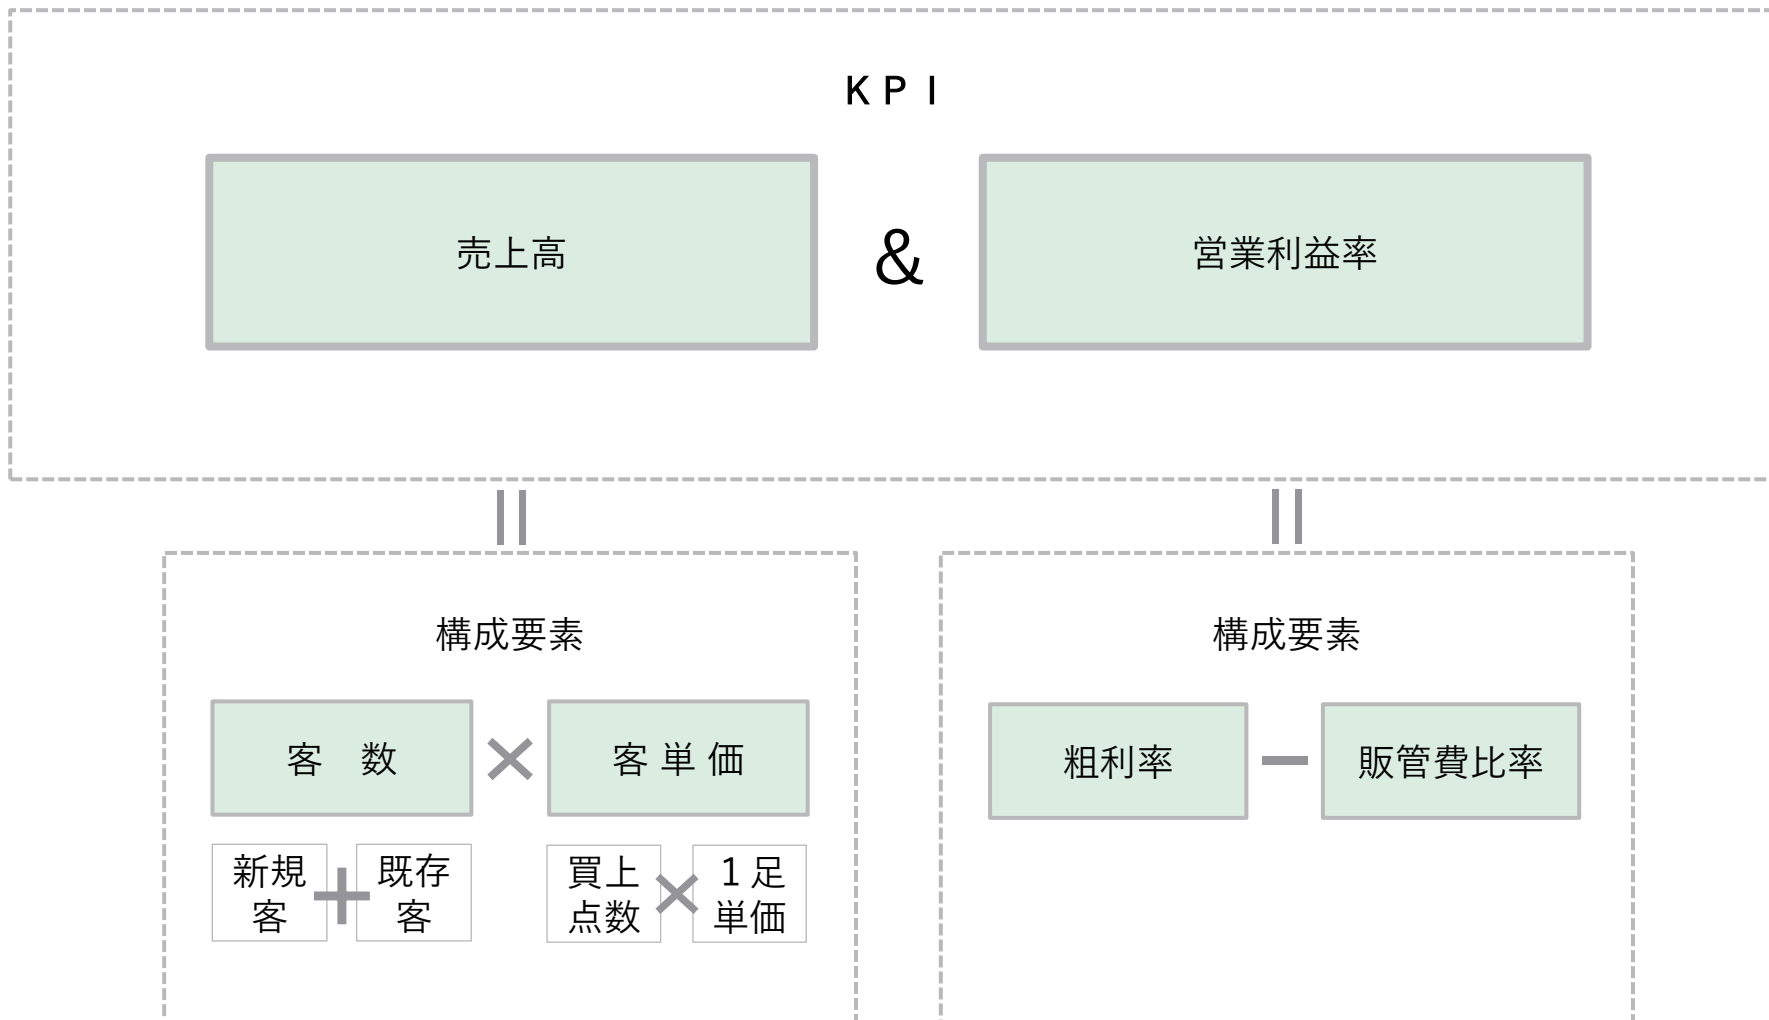 ＫＰＩ
売上高
&
営業利益率
構成要素
客　数
×
客 単 価
新規
客
+
既存
客
買上
点数
×
１足
単価
構成要素
粗利率
−
販管費比率